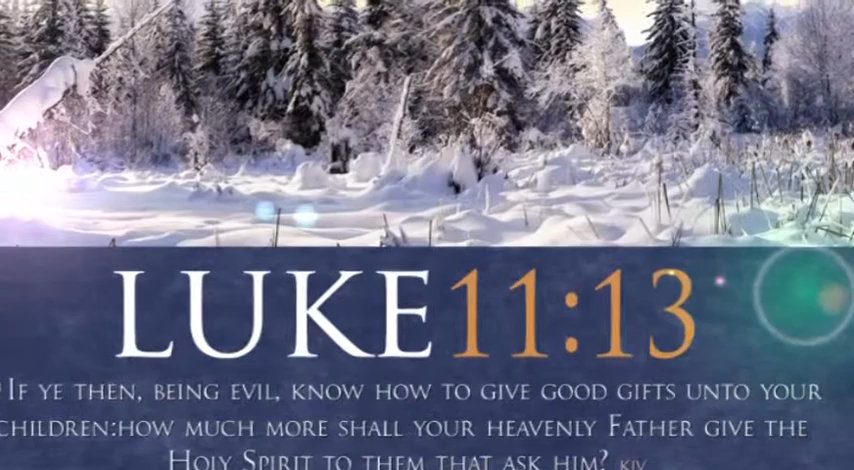 LUKE 11:13
IF YE THEN, BEING EVIL, KNOW HOW TO GIVE GOOD GIFTS UNTO YOUR
CHILDREN:HOW MUCH MORE SHALL YOUR HEAVENLY FATHER GIVE THE
HOLY SPIRIT TO THEM THAT ASK HIM? KJV